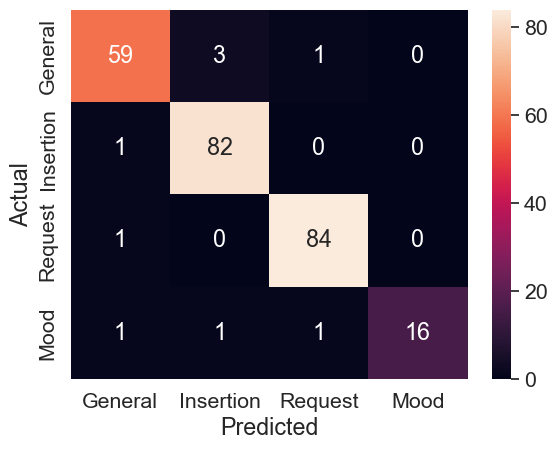 General 59 3 1 0
Insertion 1 82 0 0
Request 1 0 84 0
Mood 1 1 1 16
General Insertion Request Mood
Predicted
Actual
80
60
40
20
0